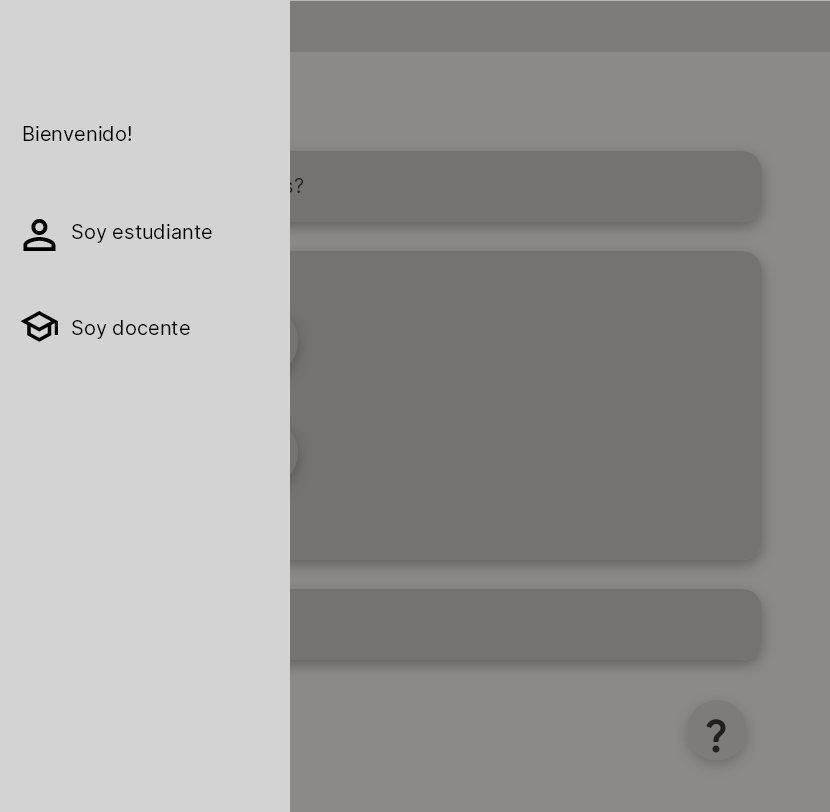 Bienvenido!
s?
Soy estudiante
Soy docente
?